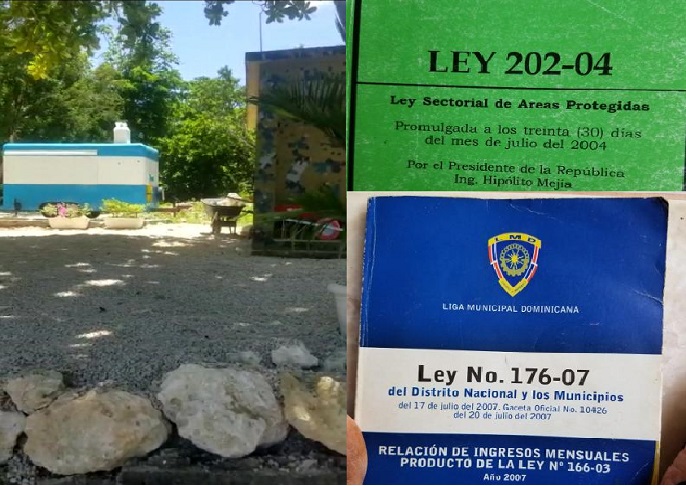 LEY 202-04
Ley Sectorial de Areas Protegidas
Promulgada a los treinta (30) días
del mes de julio del 2004
Por el Presidente de la República
Ing. Hipólito Mejía
LMD
LIGA MUNICIPAL DOMINICANA
Ley No. 176-07
del Distrito Nacional y los Municipios
del 17 de julio del 2007. Gaceta Oficial No. 10426
del 20 de julio del 2007
RELACIÓN DE INGRESOS MENSUALES
PRODUCTO DE LA LEY Nº 166-03
Año 2007